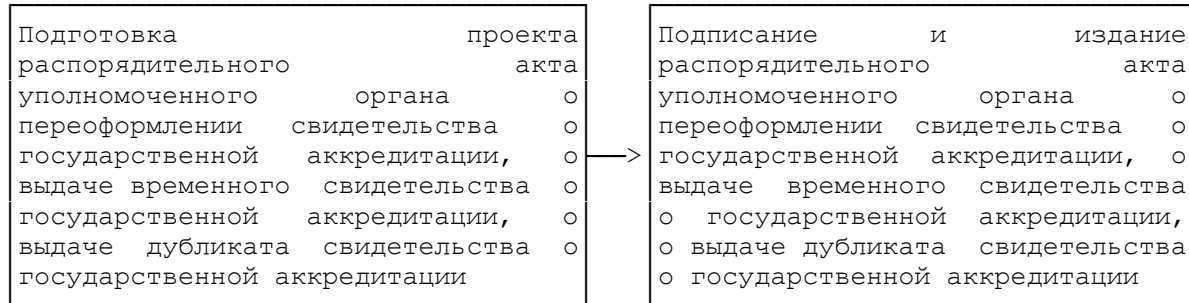 Подготовка проекта
распорядительного акта
уполномоченного органа о
переоформлении свидетельства о
государственной аккредитации, о
выдаче временного свидетельства о
государственной аккредитации, о
выдаче дубликата свидетельства о
государственной аккредитации
Подписание и издание
распорядительного акта
уполномоченного органа о
переоформлении свидетельства о
государственной аккредитации, о
выдаче временного свидетельства
о государственной аккредитации,
о выдаче дубликата свидетельства
о государственной аккредитации